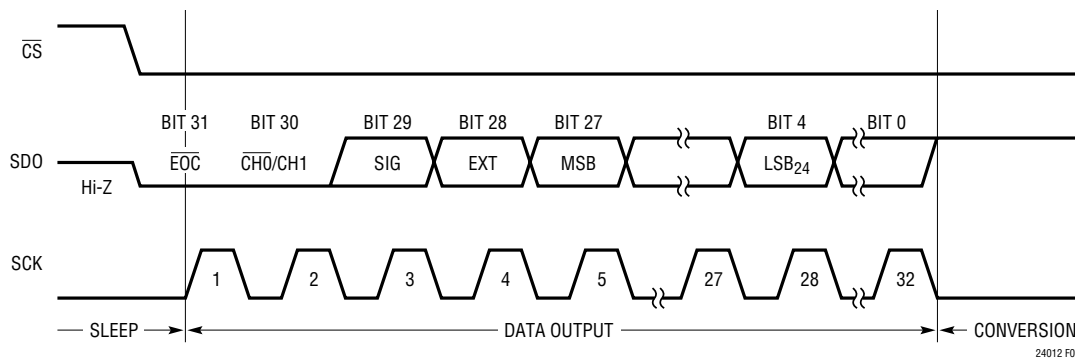 CS
BIT 31 BIT 30 BIT 29 BIT 28 BIT 27 BIT 4 BIT 0
SDO EOC CH0/CH1 SIG EXT MSB LSB24
Hi-Z
SCK 1 2 3 4 5 27 28 32
SLEEP DATA OUTPUT CONVERSION
24012 F0